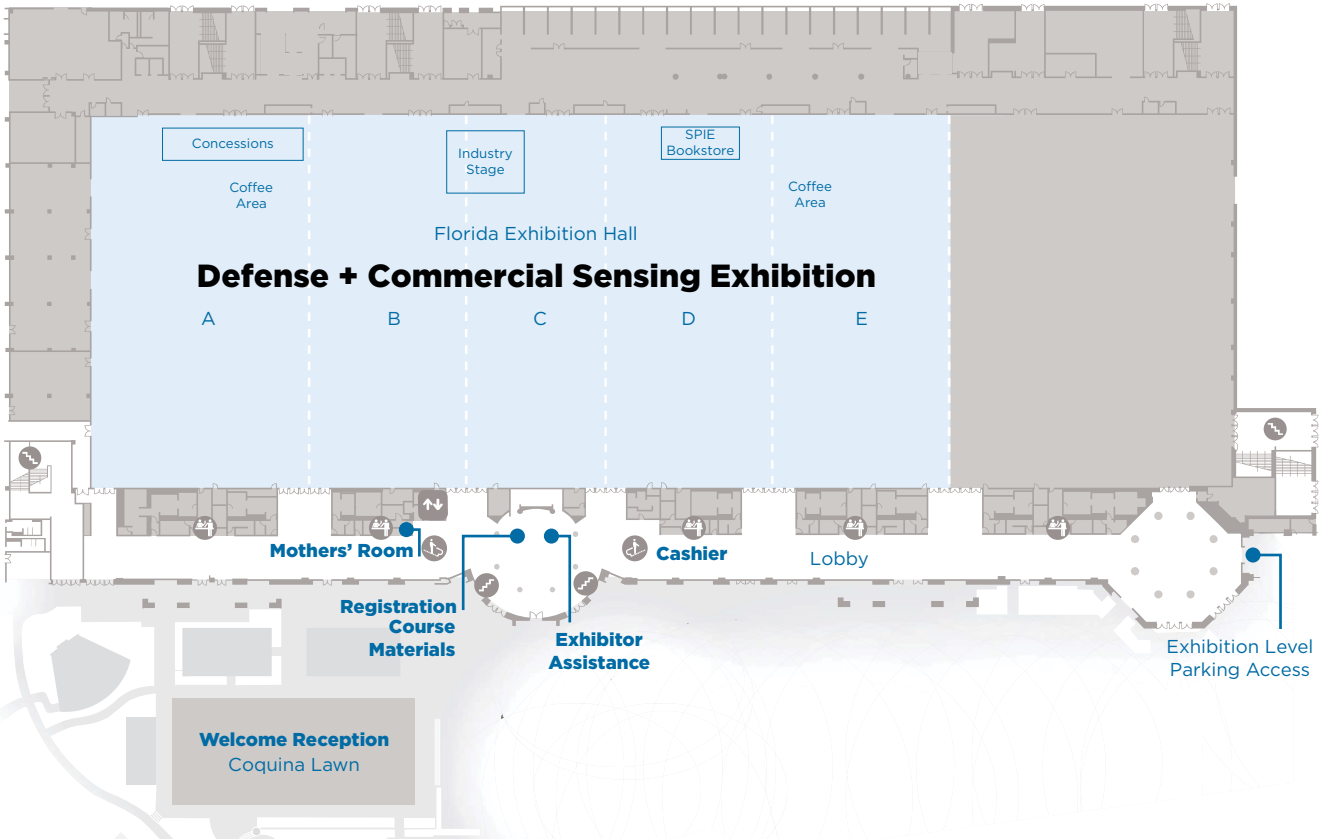 Concessions
Industry
Stage
SPIE
Bookstore
Coffee
Area
Coffee
Area
Florida Exhibition Hall
Defense + Commercial Sensing Exhibition
A
B
C
D
E
Mothers’ Room
Cashier
Lobby
Registration
Course
Materials
Exhibitor
Assistance
Exhibition Level
Parking Access
Welcome Reception
Coquina Lawn